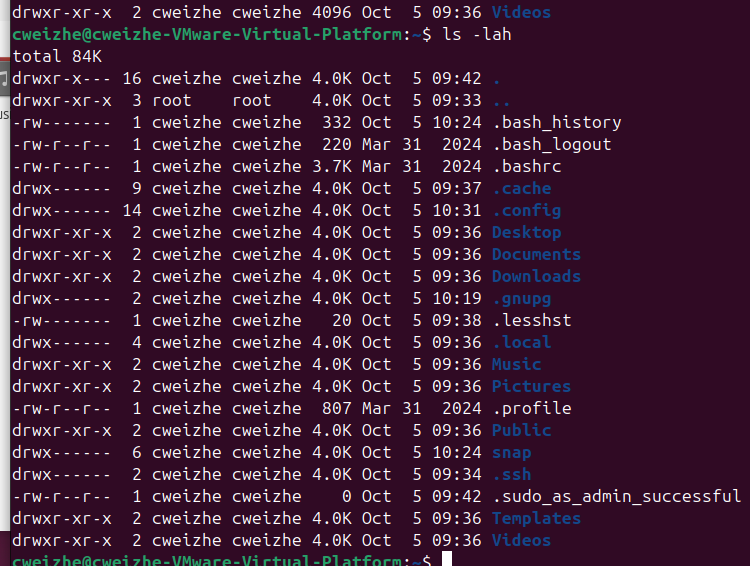 drwxr-xr-x  2 cweizhe cweizhe 4096 Oct  5 09:36 Videos
cweizhe@cweizhe-VMware-Virtual-Platform:~$ ls -lah
total 84K
drwxr-x--- 16 cweizhe cweizhe 4.0K Oct  5 09:42 .
drwxr-xr-x  3 root    root    4.0K Oct  5 09:33 ..
-rw-------  1 cweizhe cweizhe  332 Oct  5 10:24 .bash_history
-rw-r--r--  1 cweizhe cweizhe  220 Mar 31  2024 .bash_logout
-rw-r--r--  1 cweizhe cweizhe 3.7K Mar 31  2024 .bashrc
drwx------  9 cweizhe cweizhe 4.0K Oct  5 09:37 .cache
drwx------ 14 cweizhe cweizhe 4.0K Oct  5 10:31 .config
drwxr-xr-x  2 cweizhe cweizhe 4.0K Oct  5 09:36 Desktop
drwxr-xr-x  2 cweizhe cweizhe 4.0K Oct  5 09:36 Documents
drwxr-xr-x  2 cweizhe cweizhe 4.0K Oct  5 09:36 Downloads
drwx------  2 cweizhe cweizhe 4.0K Oct  5 10:19 .gnupg
-rw-------  1 cweizhe cweizhe   20 Oct  5 09:38 .lesshst
drwx------  4 cweizhe cweizhe 4.0K Oct  5 09:36 .local
drwxr-xr-x  2 cweizhe cweizhe 4.0K Oct  5 09:36 Music
drwxr-xr-x  2 cweizhe cweizhe 4.0K Oct  5 09:36 Pictures
-rw-r--r--  1 cweizhe cweizhe  807 Mar 31  2024 .profile
drwxr-xr-x  2 cweizhe cweizhe 4.0K Oct  5 09:36 Public
drwx------  6 cweizhe cweizhe 4.0K Oct  5 10:24 snap
drwx------  2 cweizhe cweizhe 4.0K Oct  5 09:34 .ssh
-rw-r--r--  1 cweizhe cweizhe    0 Oct  5 09:42 .sudo_as_admin_successful
drwxr-xr-x  2 cweizhe cweizhe 4.0K Oct  5 09:36 Templates
drwxr-xr-x  2 cweizhe cweizhe 4.0K Oct  5 09:36 Videos
cweizhe@cweizhe-VMware-Virtual-Platform:~$